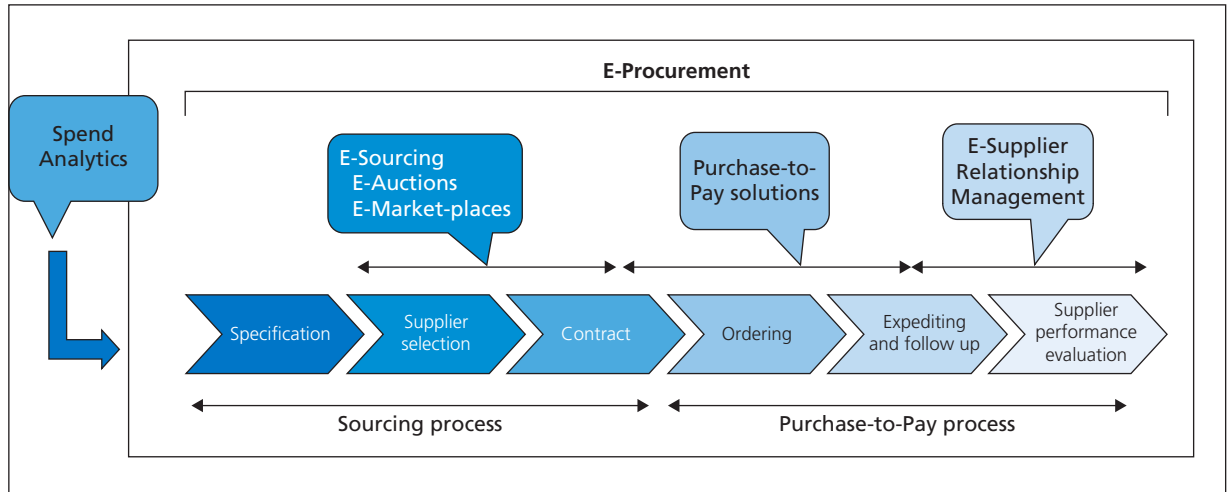 E-Procurement
Spend
Analytics
E-Sourcing
E-Auctions
E-Market-places
Purchase-to-
Pay solutions
E-Supplier
Relationship
Management
Specification
Supplier
selection
Contract
Ordering
Expediting
and follow up
Supplier
performance
evaluation
Sourcing process
Purchase-to-Pay process